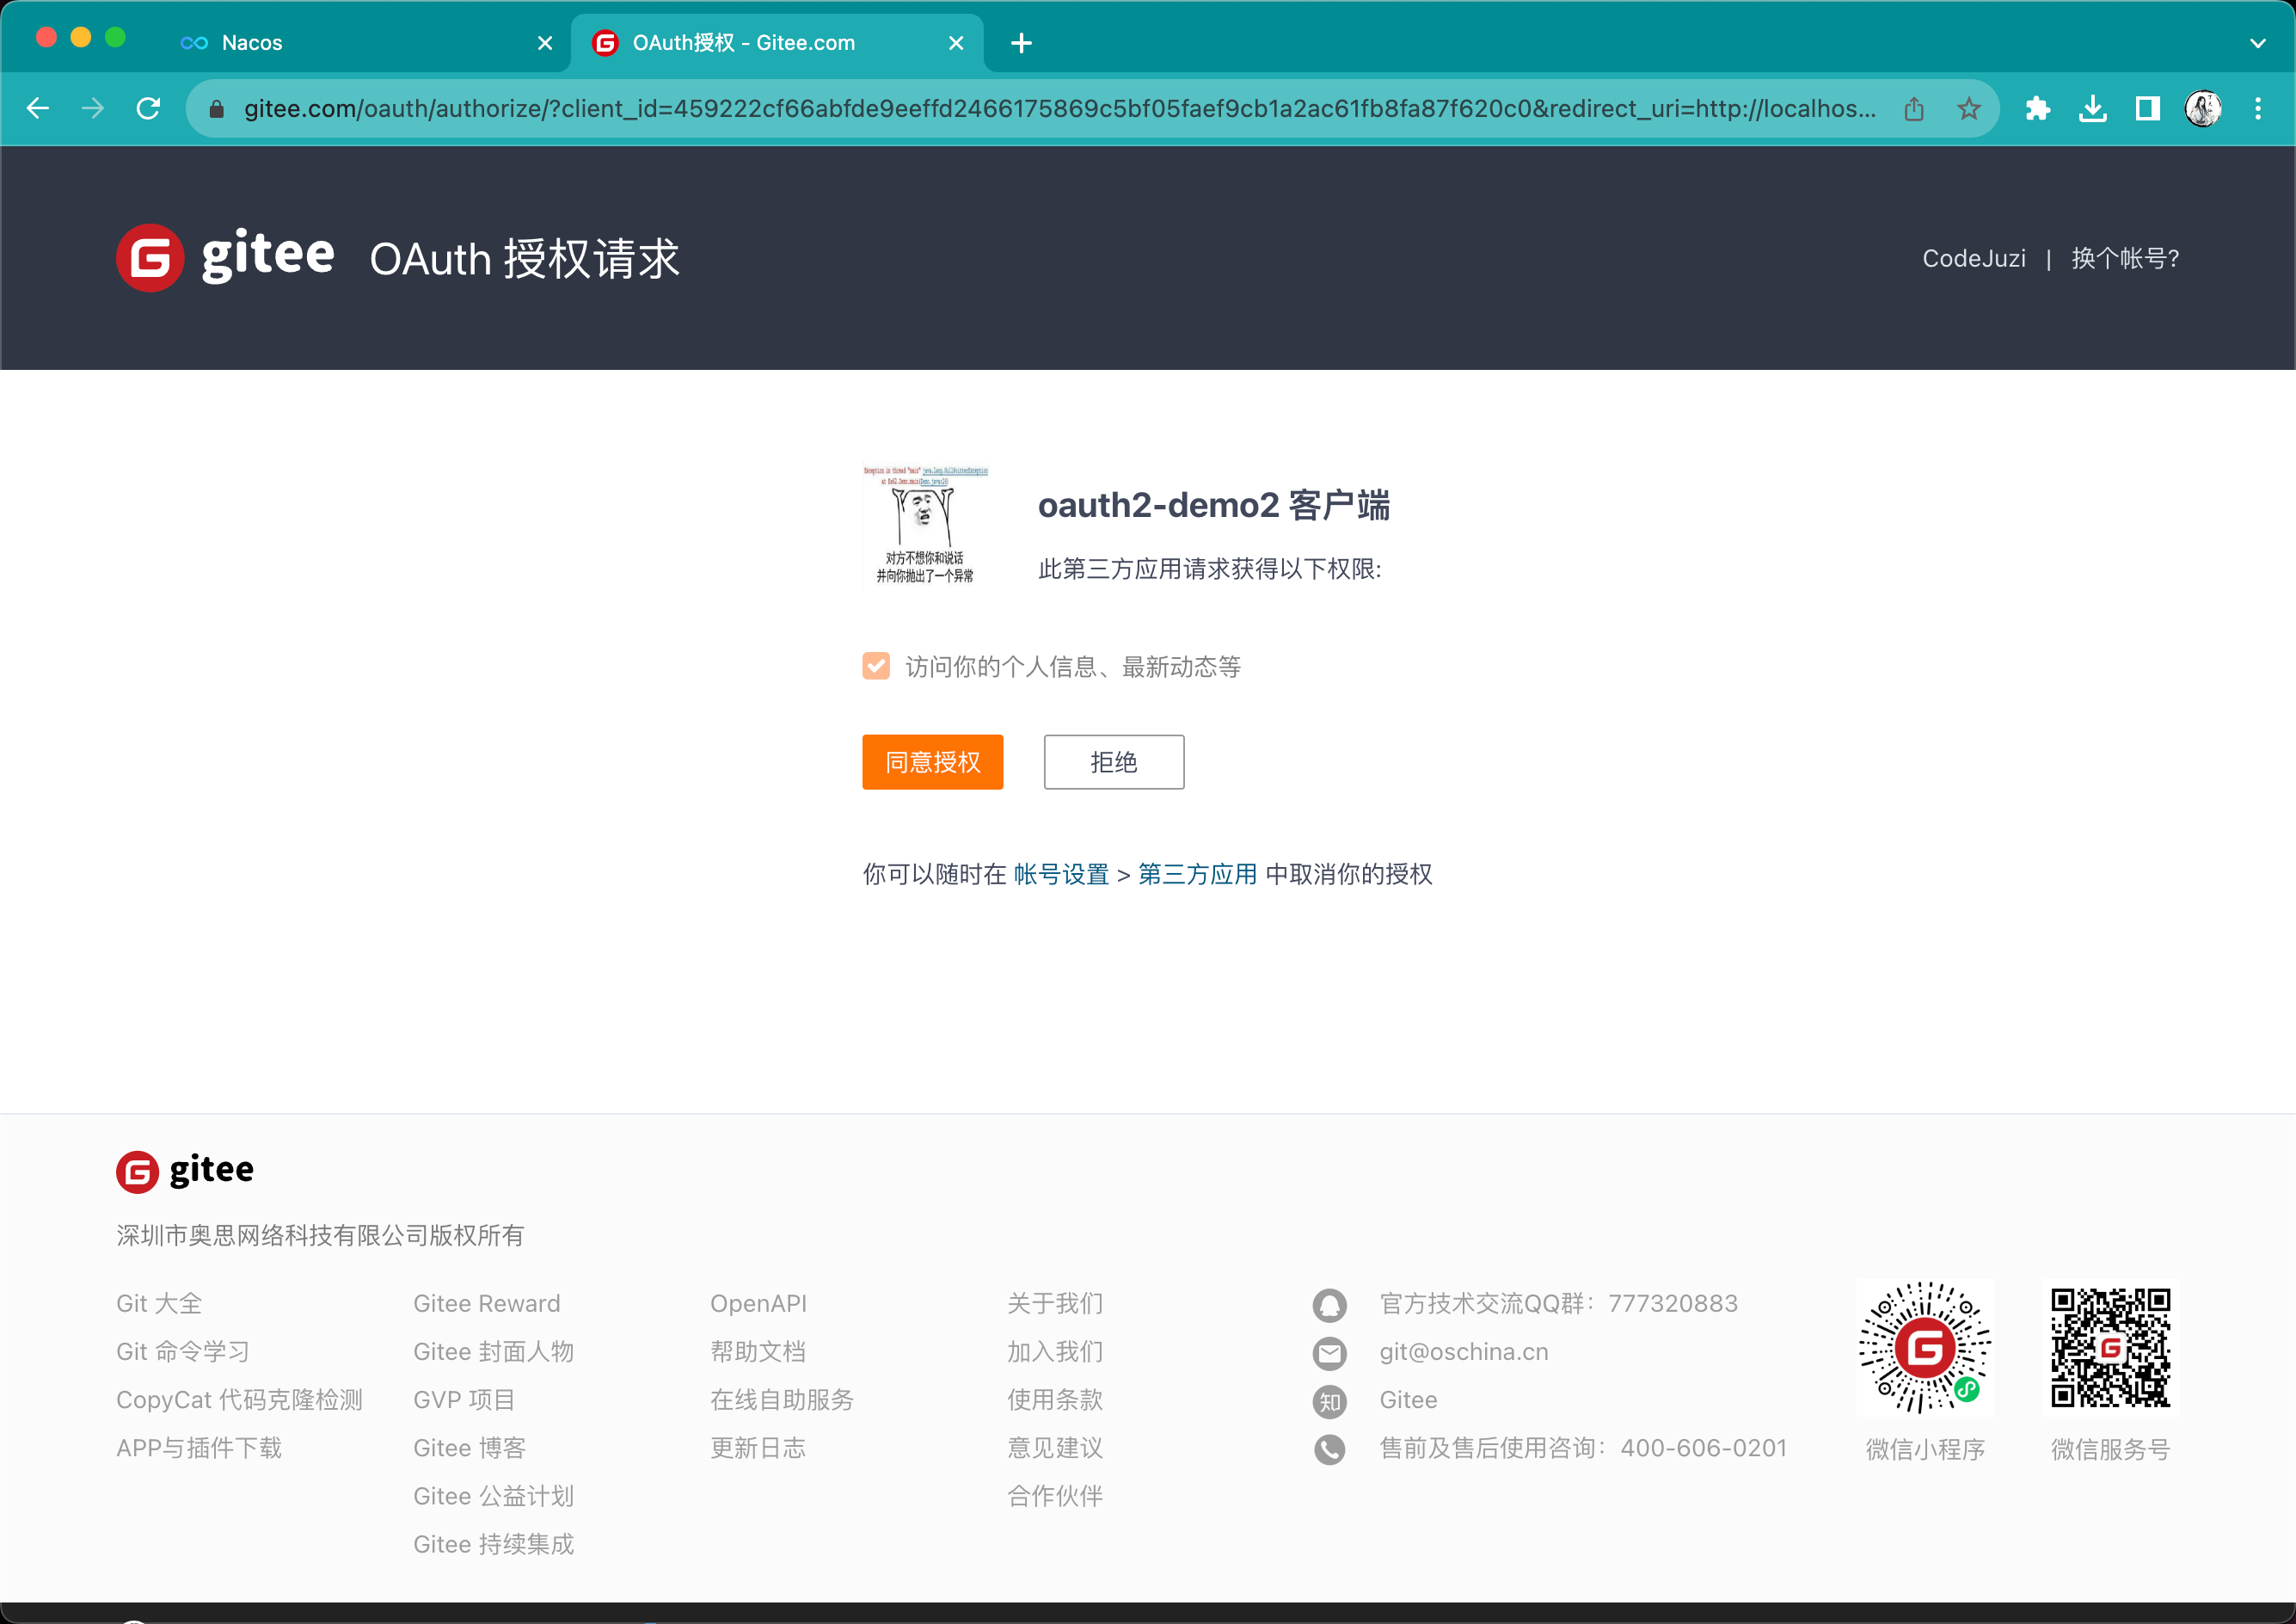 Nacos
OAuth授权 - Gitee.com
gitee.com/oauth/authorize/?client_id=459222cf66abfde9eeffd2466175869c5bf05faef9cb1a2ac61fb8fa87f620c0&redirect_uri=http://localhos...
gitee OAuth 授权请求
CodeJuzi | 换个帐号?
Exception in thread "main" java.lang.NullPointerException
对方不想你和说话
并向你抛出了一个异常
oauth2-demo2 客户端
此第三方应用请求获得以下权限:
访问你的个人信息、最新动态等
同意授权
拒绝
你可以随时在 帐号设置 > 第三方应用 中取消你的授权
gitee
深圳市奥思网络科技有限公司版权所有
Git 大全
Git 命令学习
CopyCat 代码克隆检测
APP与插件下载
Gitee Reward
Gitee 封面人物
GVP 项目
Gitee 博客
Gitee 公益计划
Gitee 持续集成
OpenAPI
帮助文档
在线自助服务
更新日志
关于我们
加入我们
使用条款
意见建议
合作伙伴
官方技术交流QQ群：777320883
git@oschina.cn
知 Gitee
售前及售后使用咨询：400-606-0201
微信小程序
微信服务号